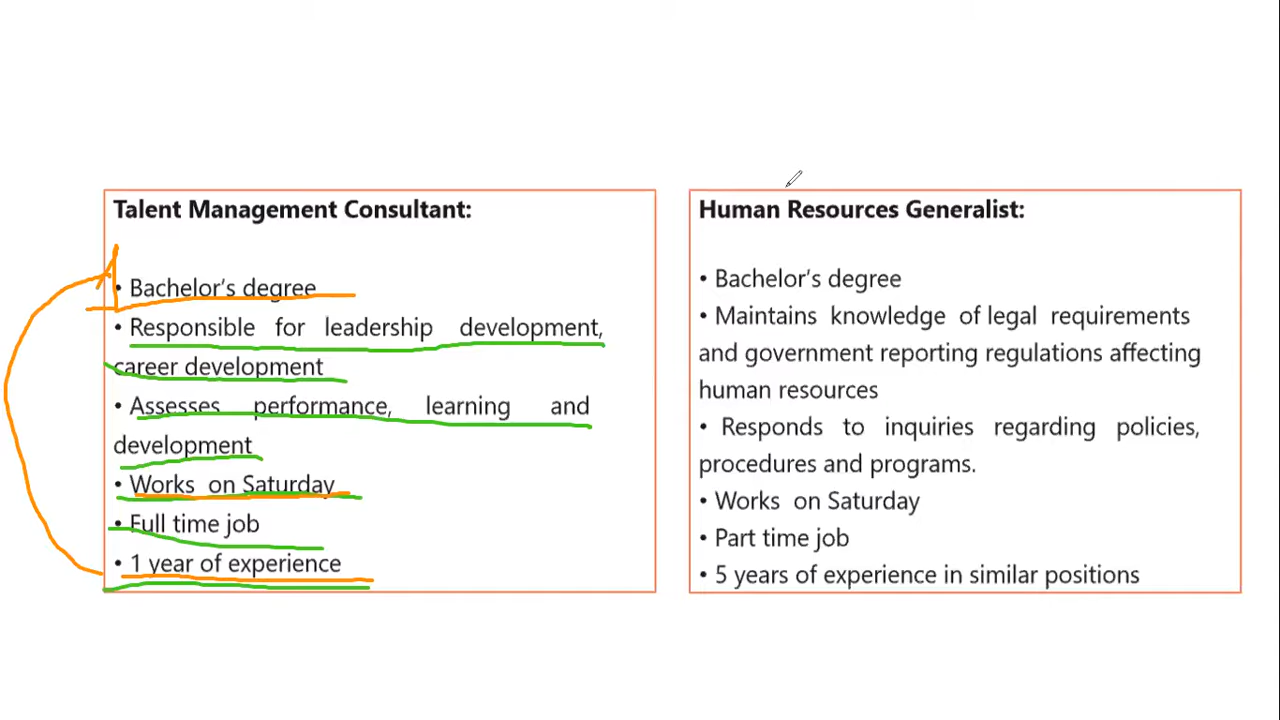 Talent Management Consultant:
• Bachelor’s degree
• Responsible for leadership development,
career development
• Assesses performance, learning and
development
• Works on Saturday
• Full time job
• 1 year of experience
Human Resources Generalist:
• Bachelor’s degree
• Maintains knowledge of legal requirements
and government reporting regulations affecting
human resources
• Responds to inquiries regarding policies,
procedures and programs.
• Works on Saturday
• Part time job
• 5 years of experience in similar positions